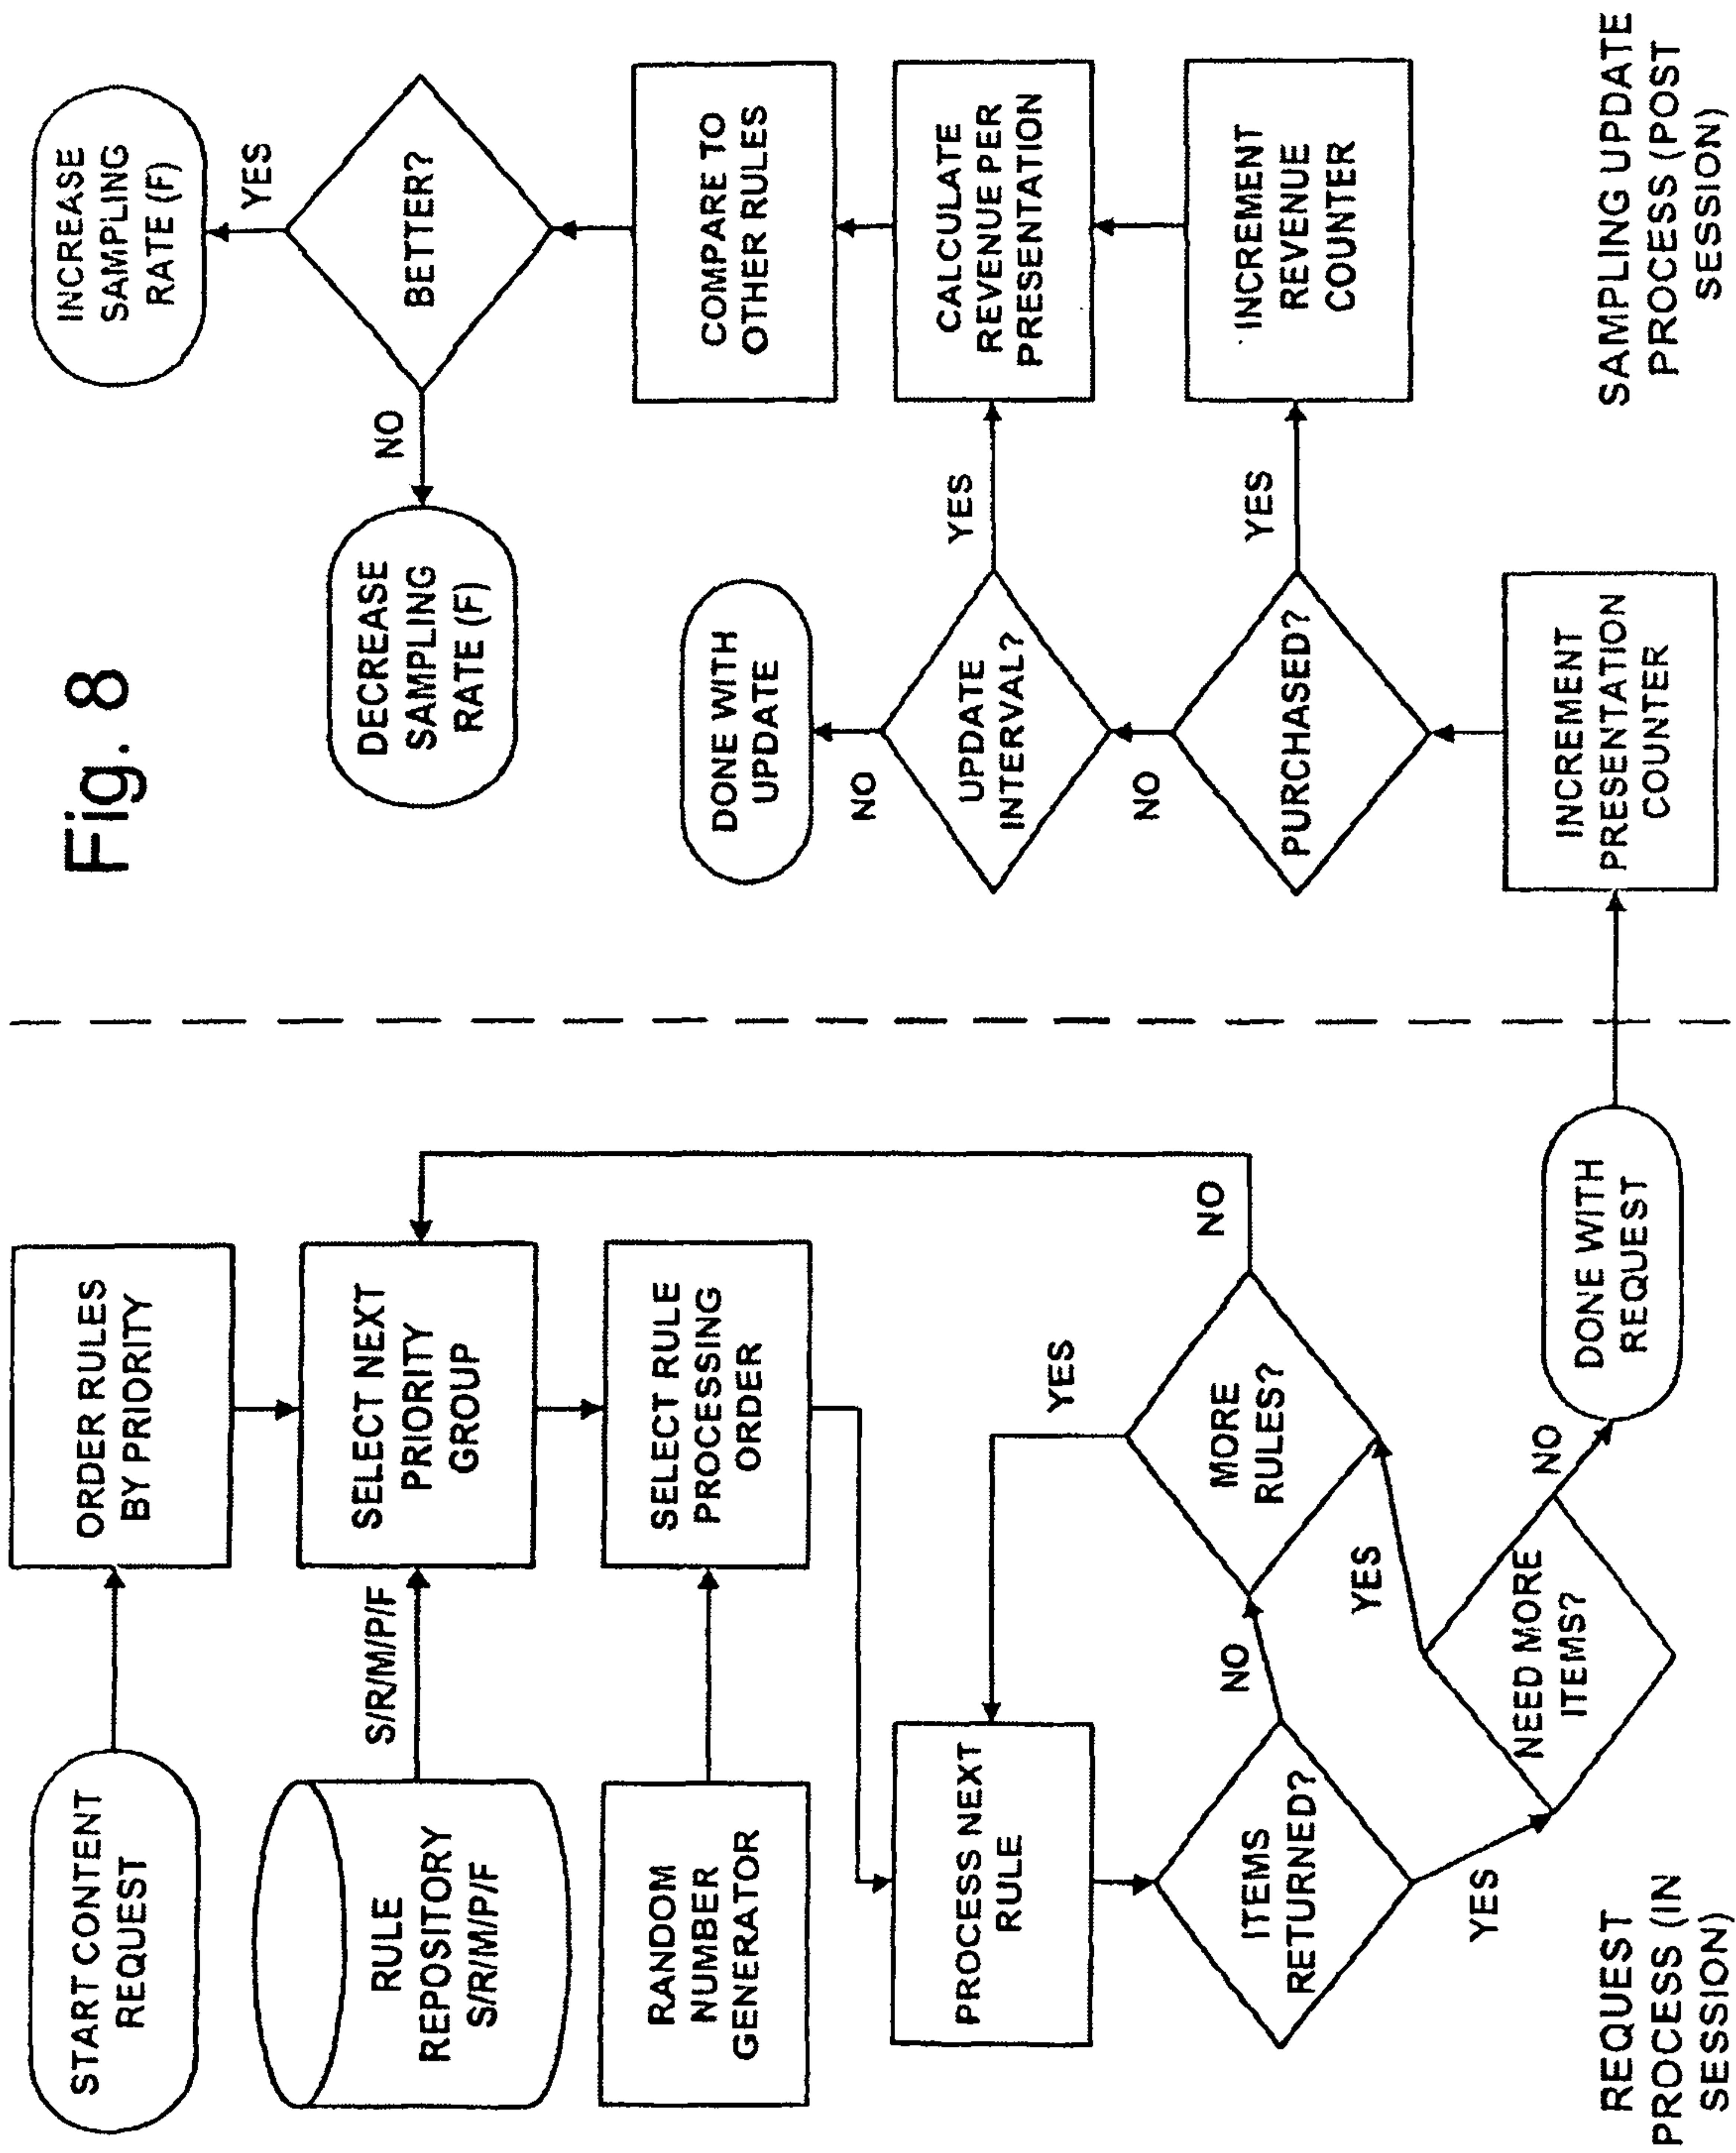 Fig. 8
START CONTENT
REQUEST
ORDER RULES
BY PRIORITY
RULE
REPOSITORY
S/R/M/P/F
S/R/M/P/F
SELECT NEXT
PRIORITY
GROUP
RANDOM
NUMBER
GENERATOR
SELECT RULE
PROCESSING
ORDER
PROCESS NEXT
RULE
YES
ITEMS
RETURNED?
NO
MORE
RULES?
NO
YES
YES
NEED MORE
ITEMS?
NO
DONE WITH
REQUEST
REQUEST
PROCESS (IN
SESSION)
INCREASE
SAMPLING
RATE (F)
YES
DECREASE
SAMPLING
RATE (F)
NO
BETTER?
COMPARE TO
OTHER RULES
DONE WITH
UPDATE
NO
UPDATE
INTERVAL?
YES
CALCULATE
REVENUE PER
PRESENTATION
NO
PURCHASED?
YES
INCREMENT
REVENUE
COUNTER
INCREMENT
PRESENTATION
COUNTER
SAMPLING UPDATE
PROCESS (POST
SESSION)